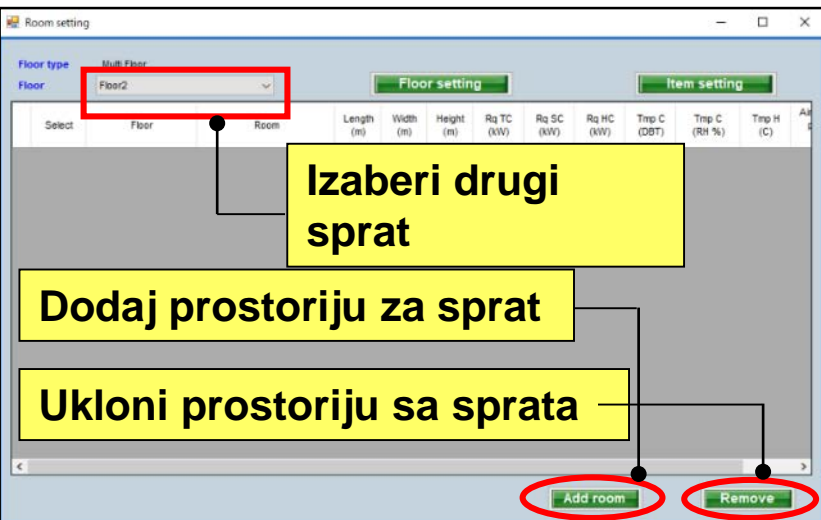 Room setting
Floor type Multi Floor
Floor Floor2
Floor setting Item setting
Select Floor Room Length (m) Width (m) Height (m) Rq TC (kW) Rq SC (kW) Rq HC (kW) Tmp C (DBT) Tmp C (RH %) Tmp H (C)
Izaberi drugi
sprat
Dodaj prostoriju za sprat
Ukloni prostoriju sa sprata
Add room Remove